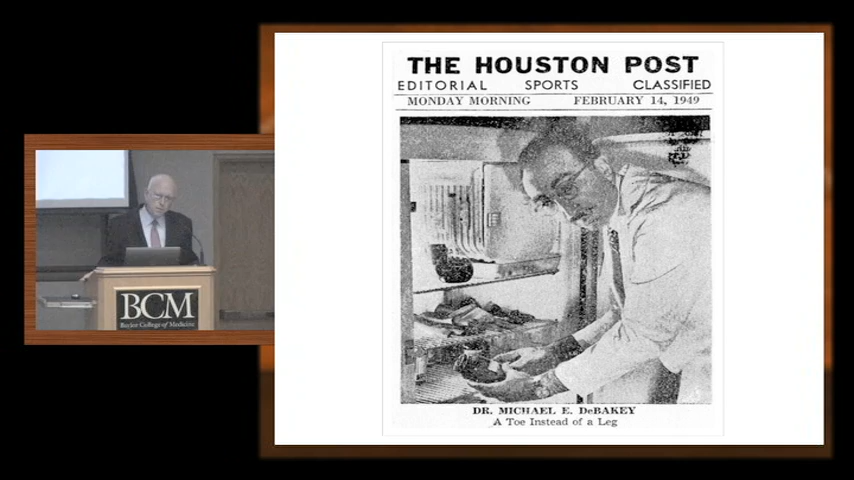 THE HOUSTON POST
EDITORIAL SPORTS CLASSIFIED
MONDAY MORNING FEBRUARY 14, 1949
DR. MICHAEL E. DeBAKEY
A Toe Instead of a Leg
BCM
Baylor College of Medicine